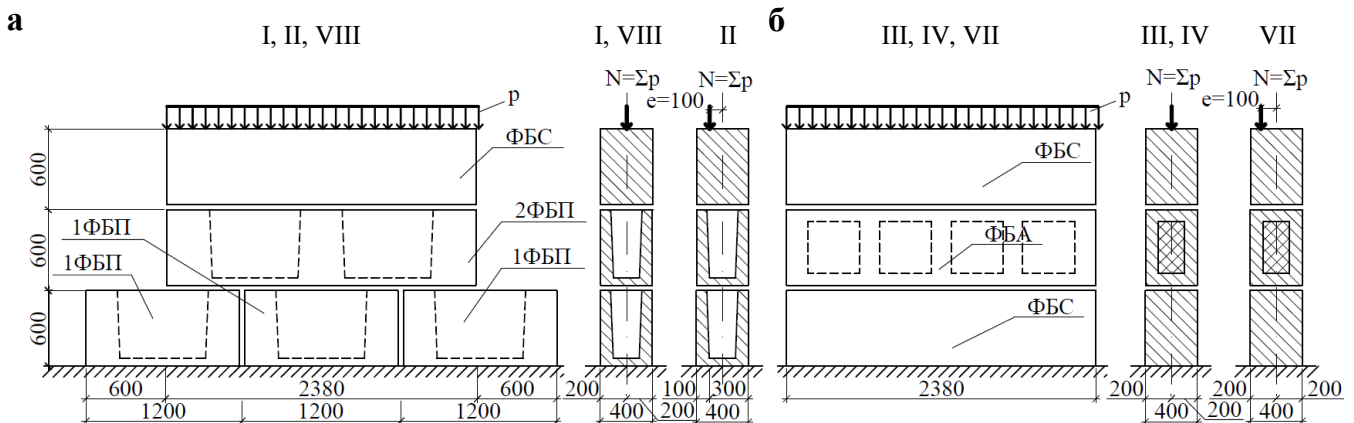 а
I, II, VIII
I, VIII
II
б
III, IV, VII
III, IV
VII
N=Σp
N=Σp
N=Σp
N=Σp
e=100
e=100
p
p
ФБС
ФБС
600
1ФБП
2ФБП
1ФБП
1ФБП
600
ФБА
600
ФБС
600
2380
600
200
100
300
2380
200
200
200
1200
1200
1200
400
200
400
400
200
400